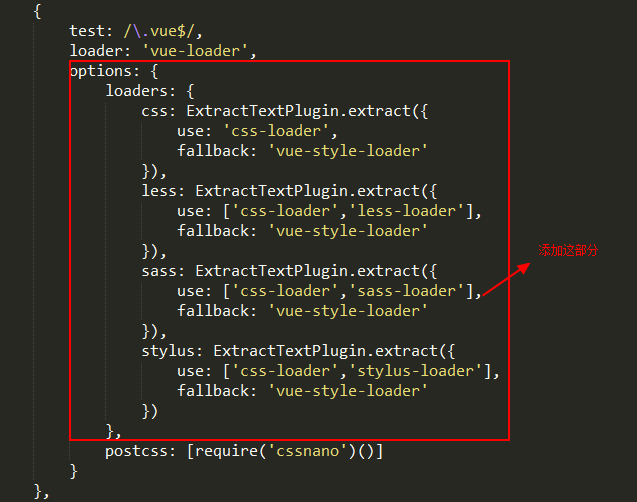 {
test: /\.vue$/,
loader: 'vue-loader',
options: {
loaders: {
css: ExtractTextPlugin.extract({
use: 'css-loader',
fallback: 'vue-style-loader'
}),
less: ExtractTextPlugin.extract({
use: ['css-loader','less-loader'],
fallback: 'vue-style-loader'
}),
sass: ExtractTextPlugin.extract({
use: ['css-loader','sass-loader'],
fallback: 'vue-style-loader'
}),
stylus: ExtractTextPlugin.extract({
use: ['css-loader','stylus-loader'],
fallback: 'vue-style-loader'
})
},
postcss: [require('cssnano')()]
}
},
添加这部分